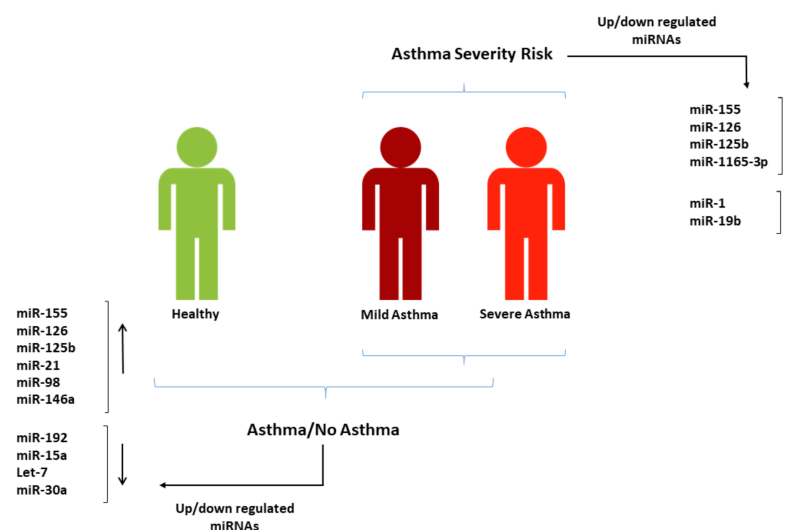 Up/down regulated
miRNAs
Asthma Severity Risk
miR-155
miR-126
miR-125b
miR-1165-3p
miR-1
miR-19b
Healthy
Mild Asthma
Severe Asthma
miR-155
miR-126
miR-125b
miR-21
miR-98
miR-146a
miR-192
miR-15a
Let-7
miR-30a
Asthma/No Asthma
Up/down regulated
miRNAs